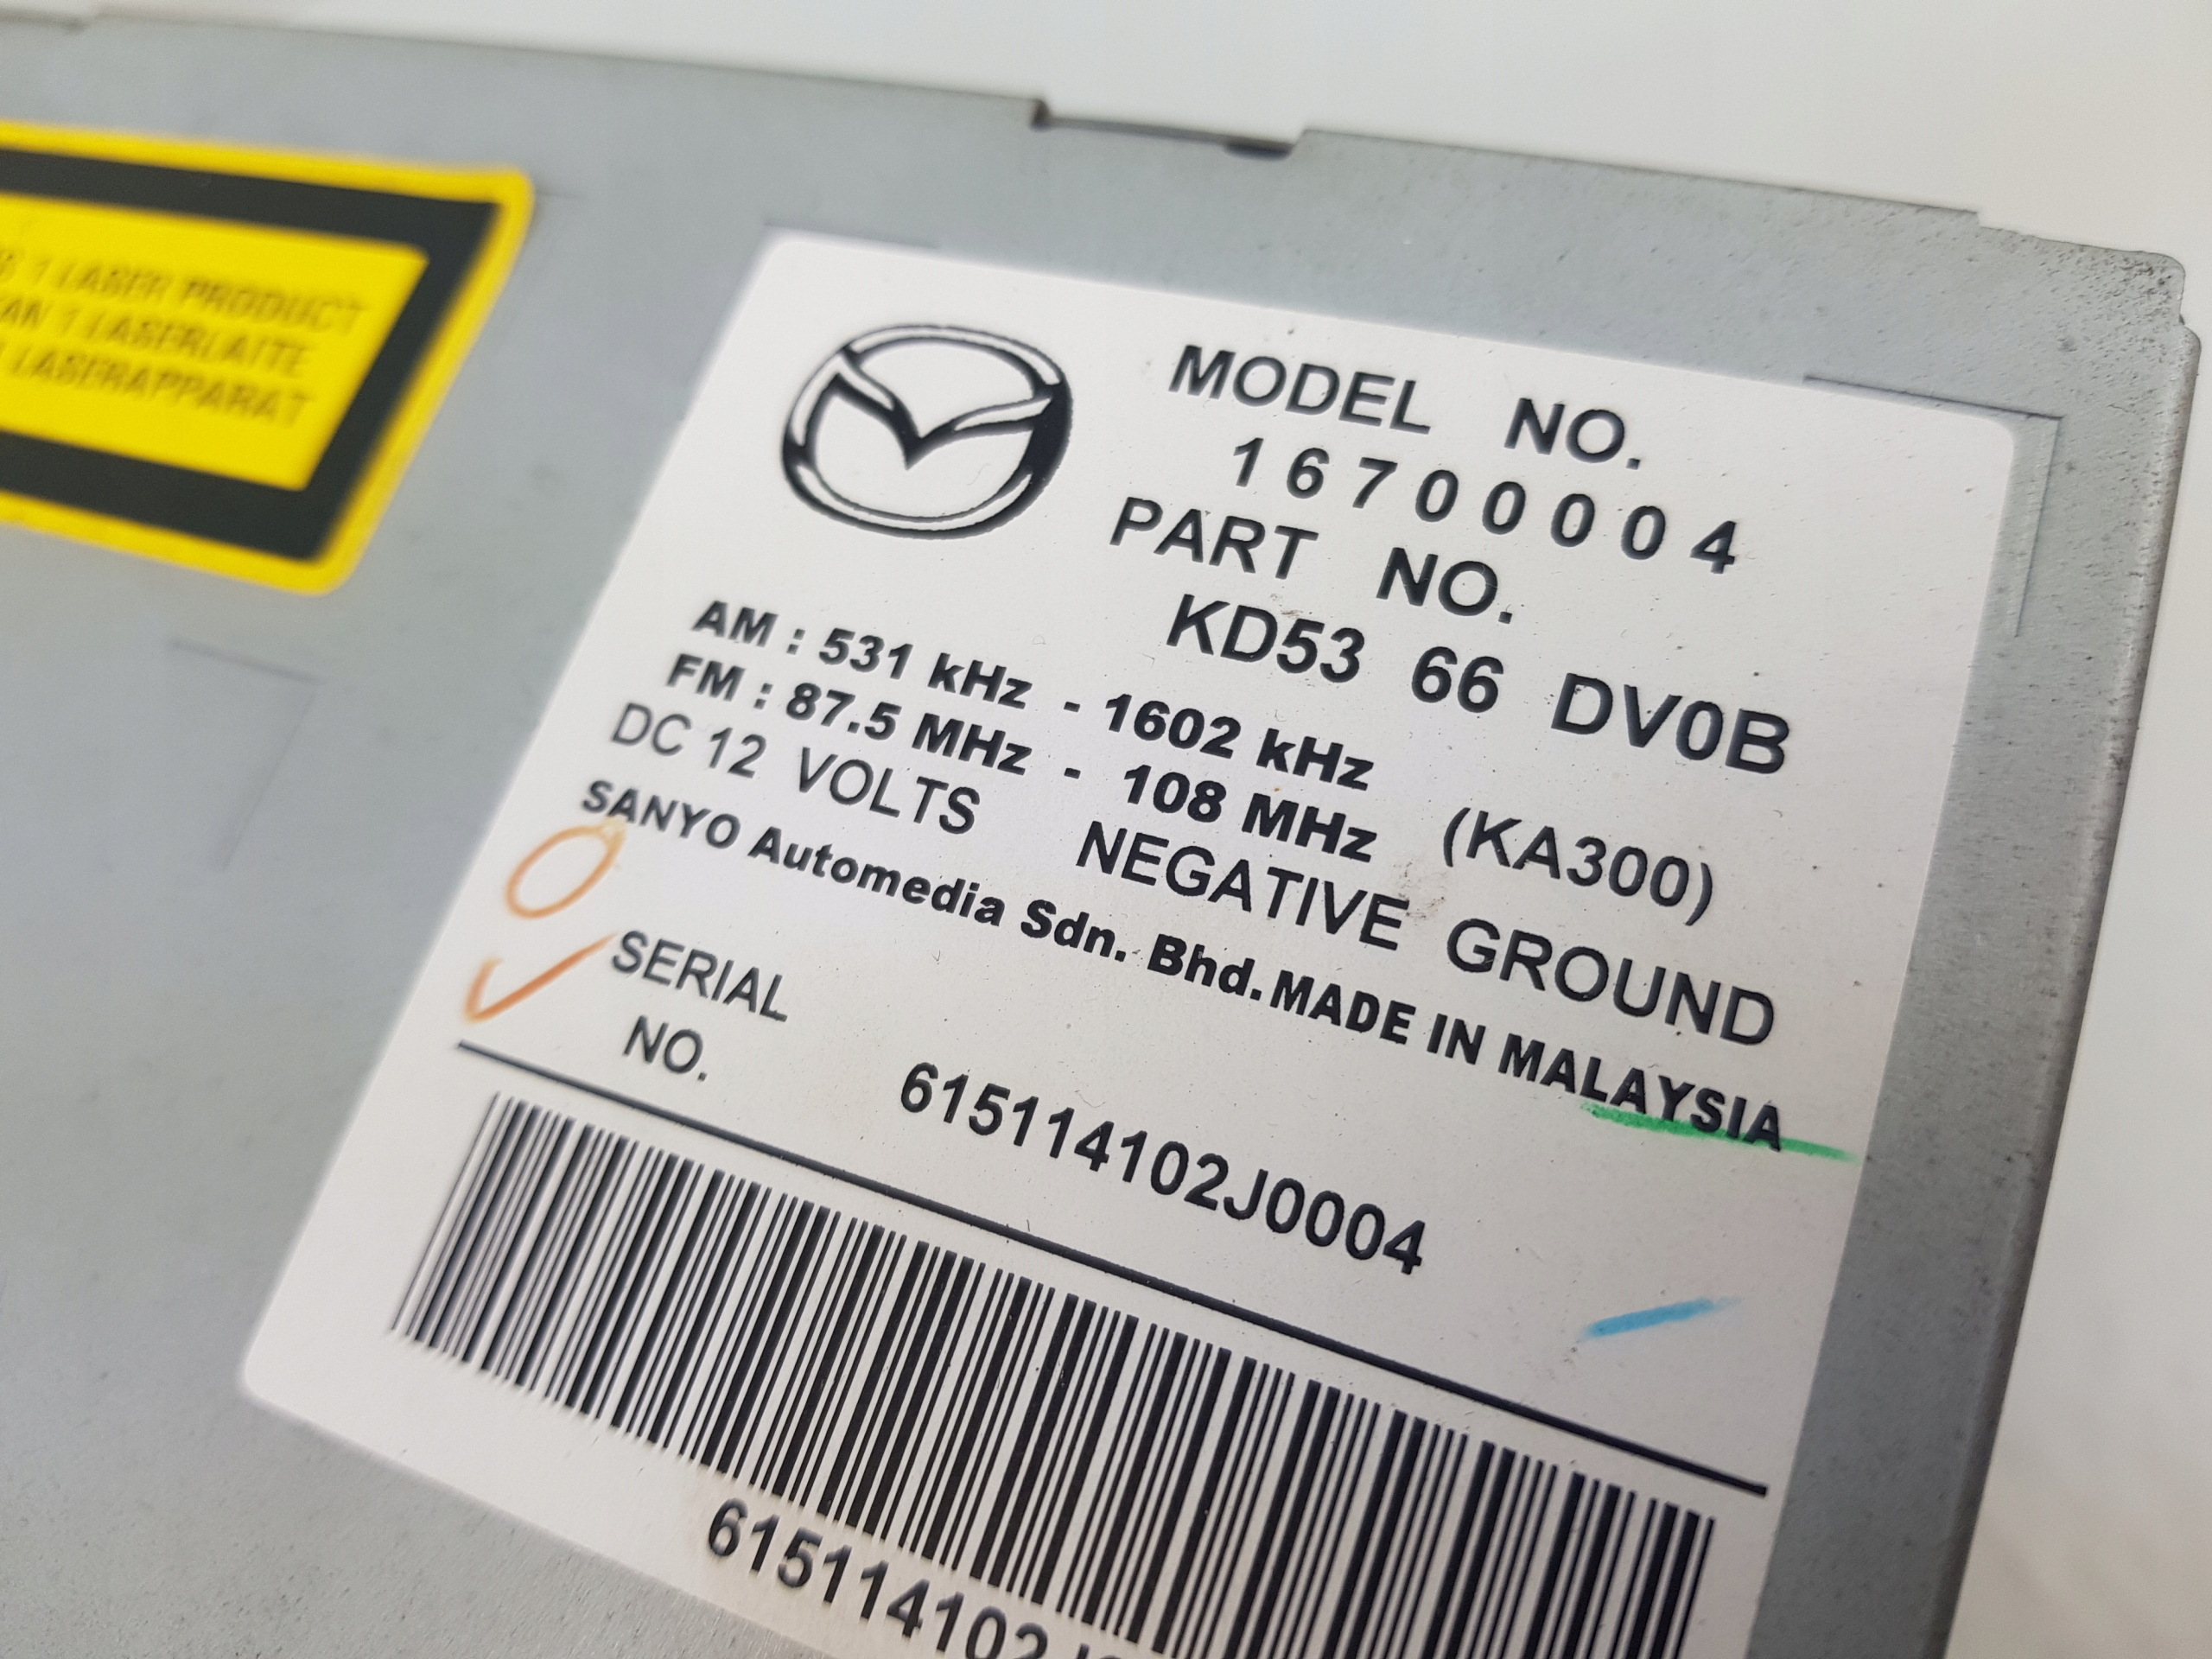 1 LASER PRODUCT
1 LASERLAITE
LASERAPPARAT
MODEL NO.
16700004
PART NO.
KD53 66 DV0B
AM : 531 kHz - 1602 kHz
FM : 87.5 MHz - 108 MHz (KA300)
DC 12 VOLTS NEGATIVE GROUND
SANYO Automedia Sdn. Bhd. MADE IN MALAYSIA
SERIAL
NO. 615114102J0004
615114102